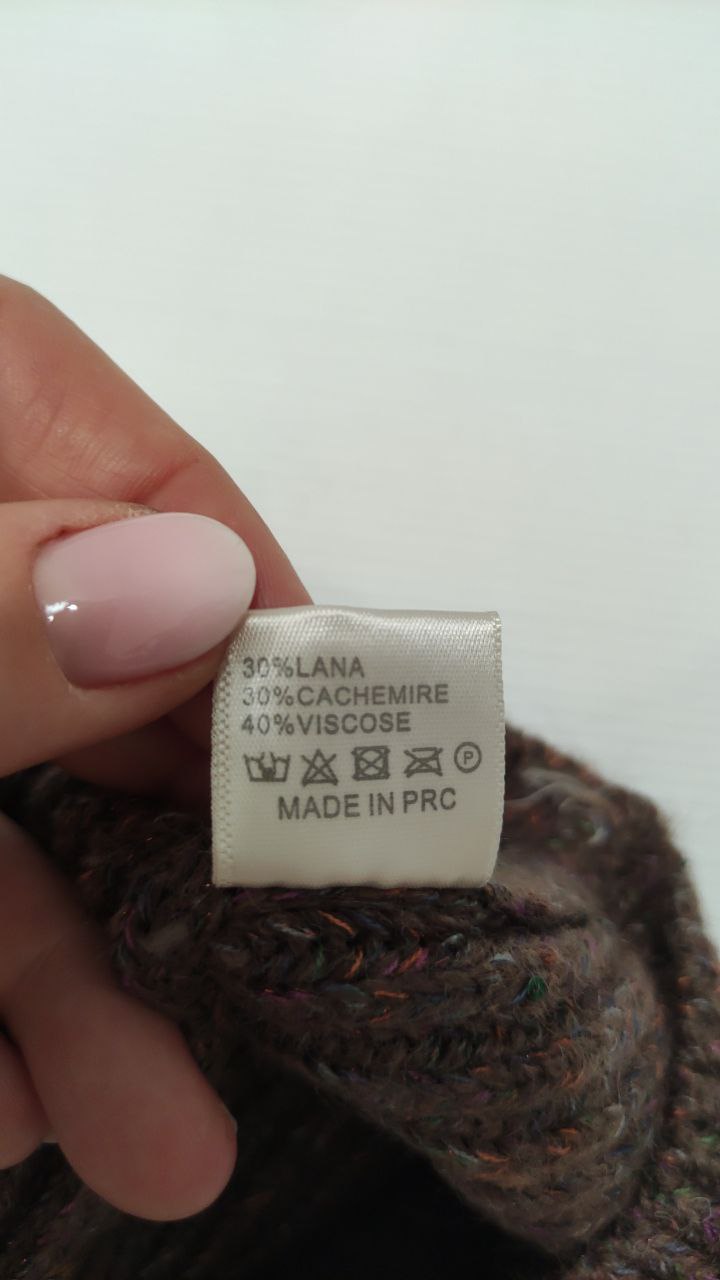 30%LANA
30%CACHEMIRE
40%VISCOSE
P
MADE IN PRC